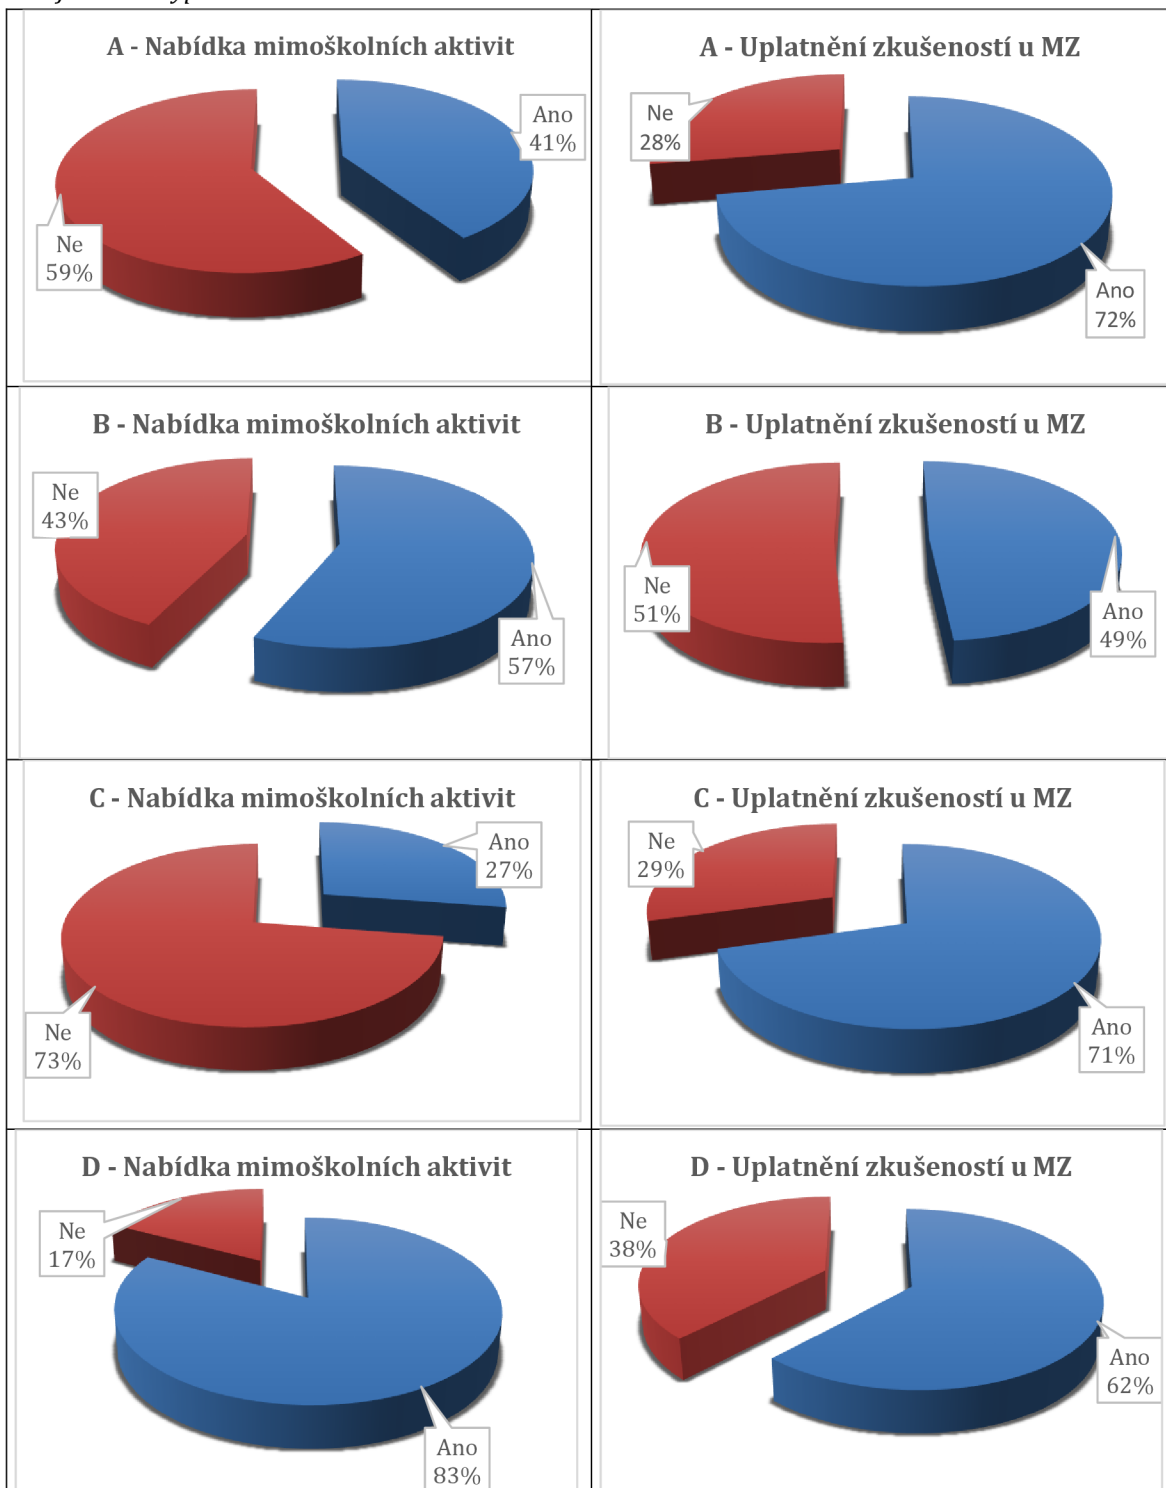 A - Nabídka mimoškolních aktivit
Ano
41%
Ne
59%
A - Uplatnění zkušeností u MZ
Ne
28%
Ano
72%
B - Nabídka mimoškolních aktivit
Ne
43%
Ano
57%
B - Uplatnění zkušeností u MZ
Ne
51%
Ano
49%
C - Nabídka mimoškolních aktivit
Ano
27%
Ne
73%
C - Uplatnění zkušeností u MZ
Ne
29%
Ano
71%
D - Nabídka mimoškolních aktivit
Ne
17%
Ano
83%
D - Uplatnění zkušeností u MZ
Ne
38%
Ano
62%